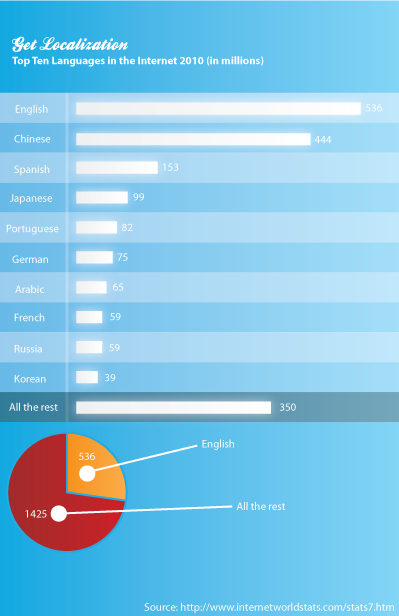 Get Localization
Top Ten Languages in the Internet 2010 (in millions)
English 536
Chinese 444
Spanish 153
Japanese 99
Portuguese 82
German 75
Arabic 65
French 59
Russia 59
Korean 39
All the rest 350
English
536
1425
All the rest
Source: http://www.internetworldstats.com/stats7.htm